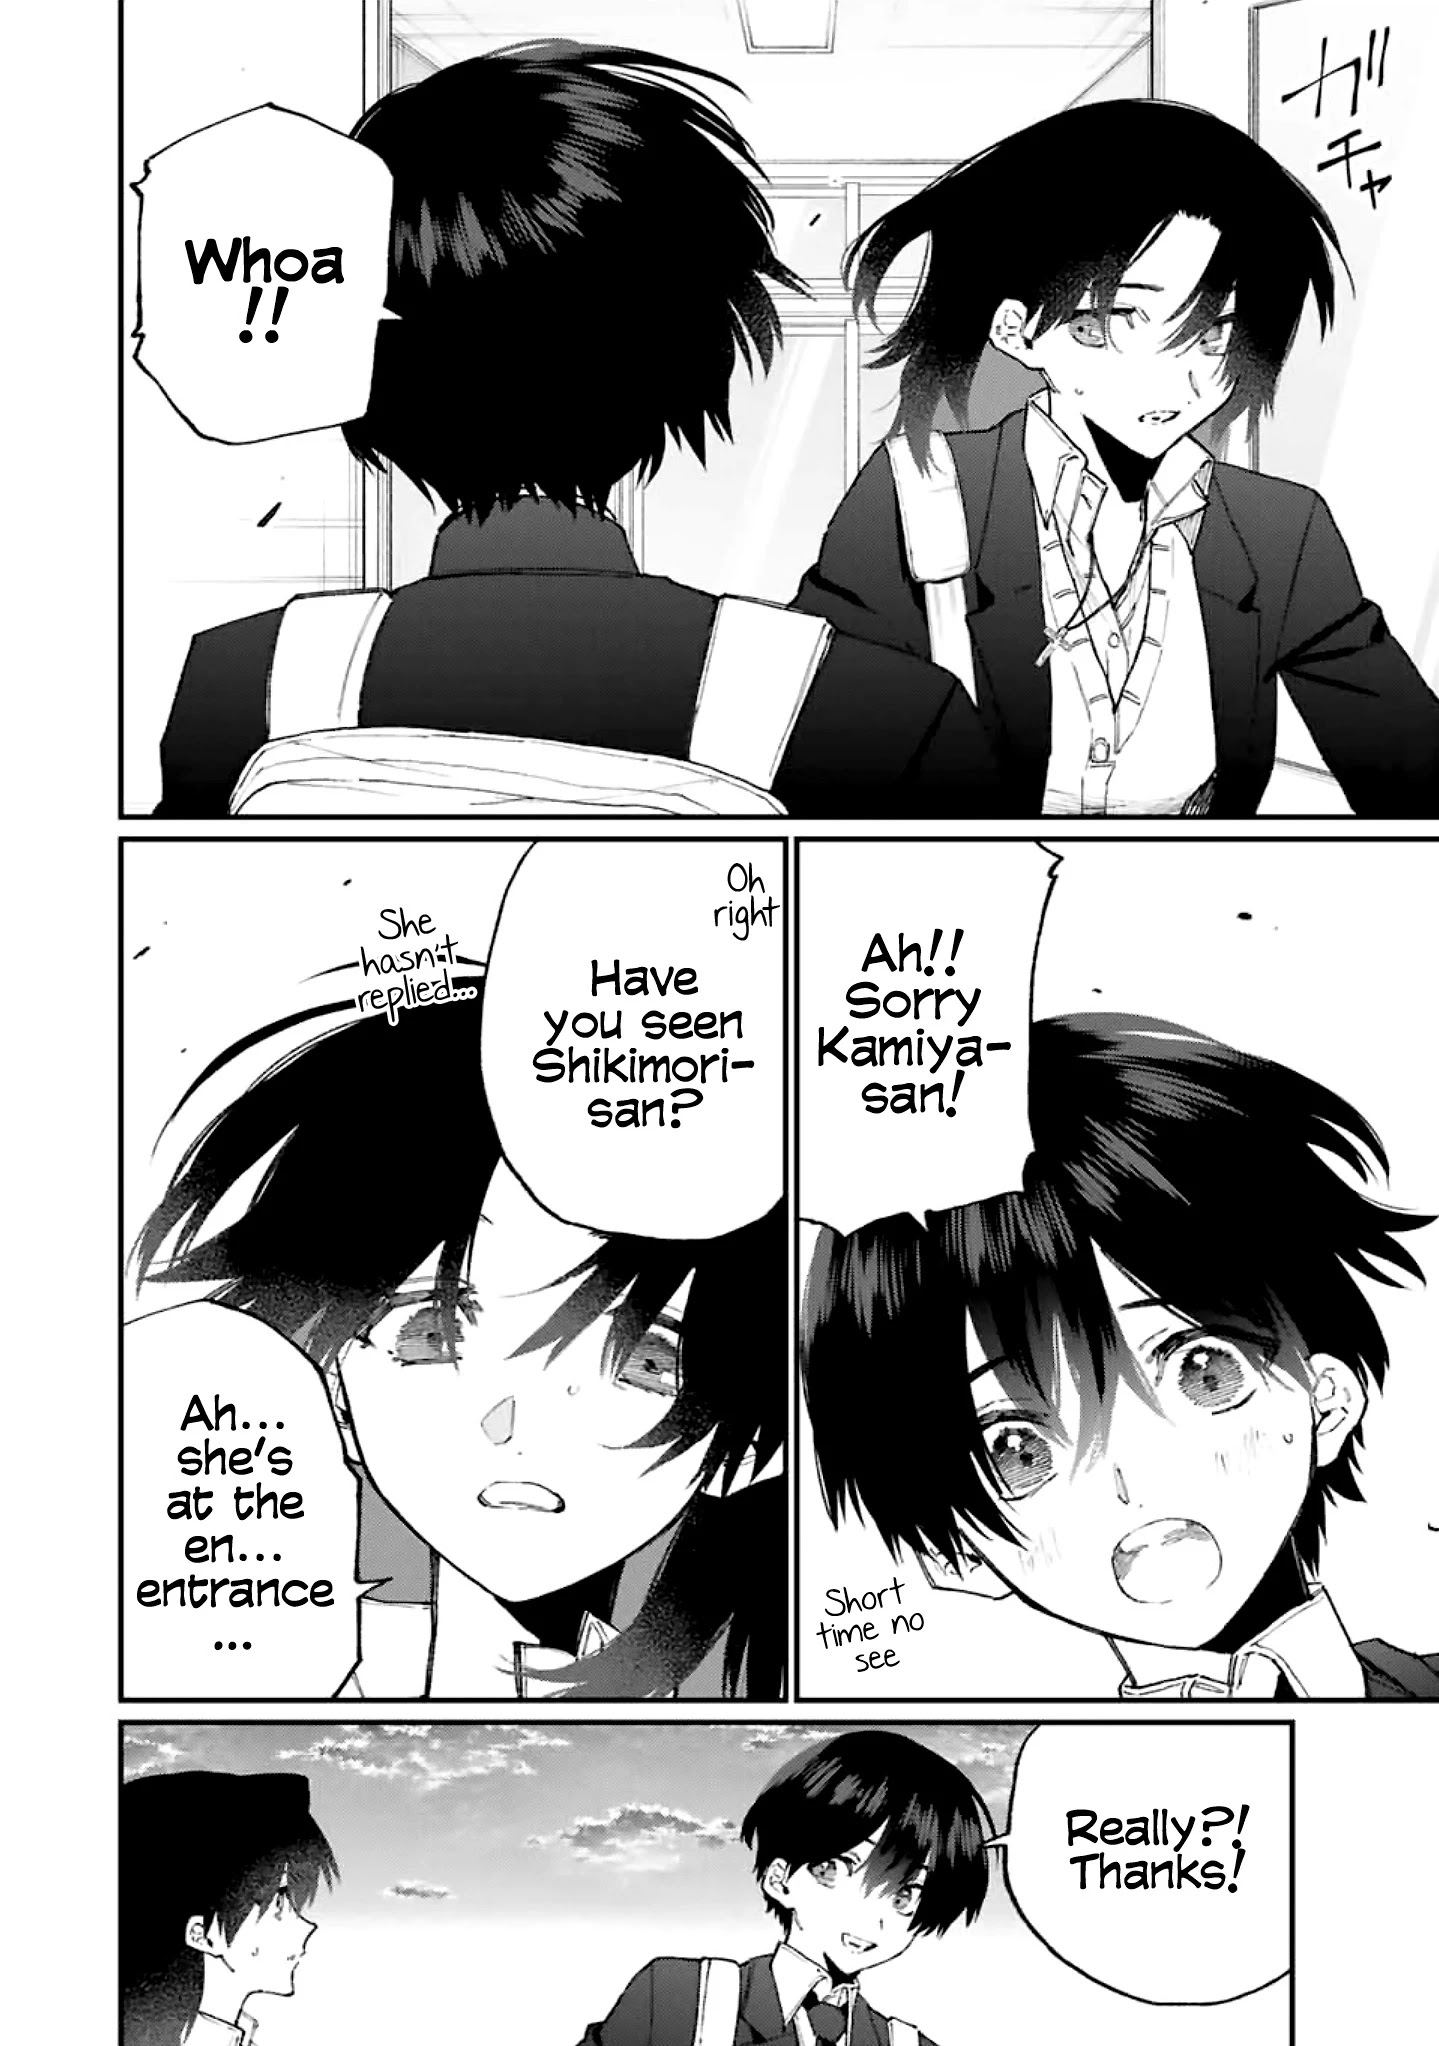 ガチャ
Whoa
!!
Ah!!
Sorry
Kamiya-
san!
Short
time no
see
Oh
right
Have
you seen
Shikimori-
san?
She
hasn't
replied...
Ah...
she's
at the
en...
entrance
...
Really?!
Thanks!